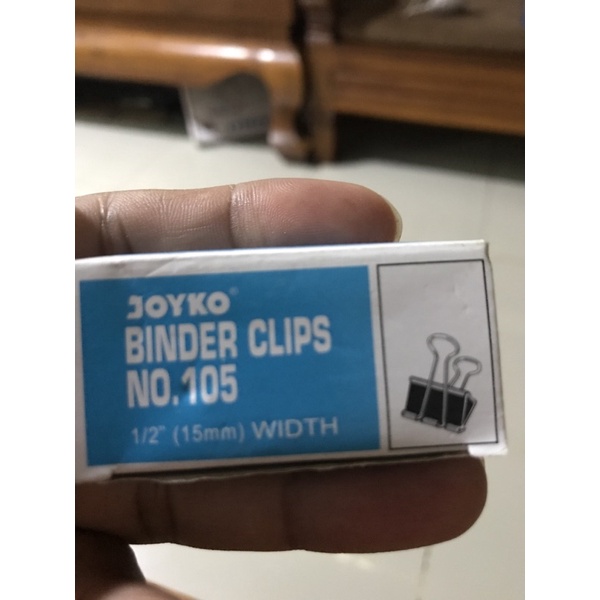 JOYKO®
BINDER CLIPS
NO.105
1/2" (15mm) WIDTH